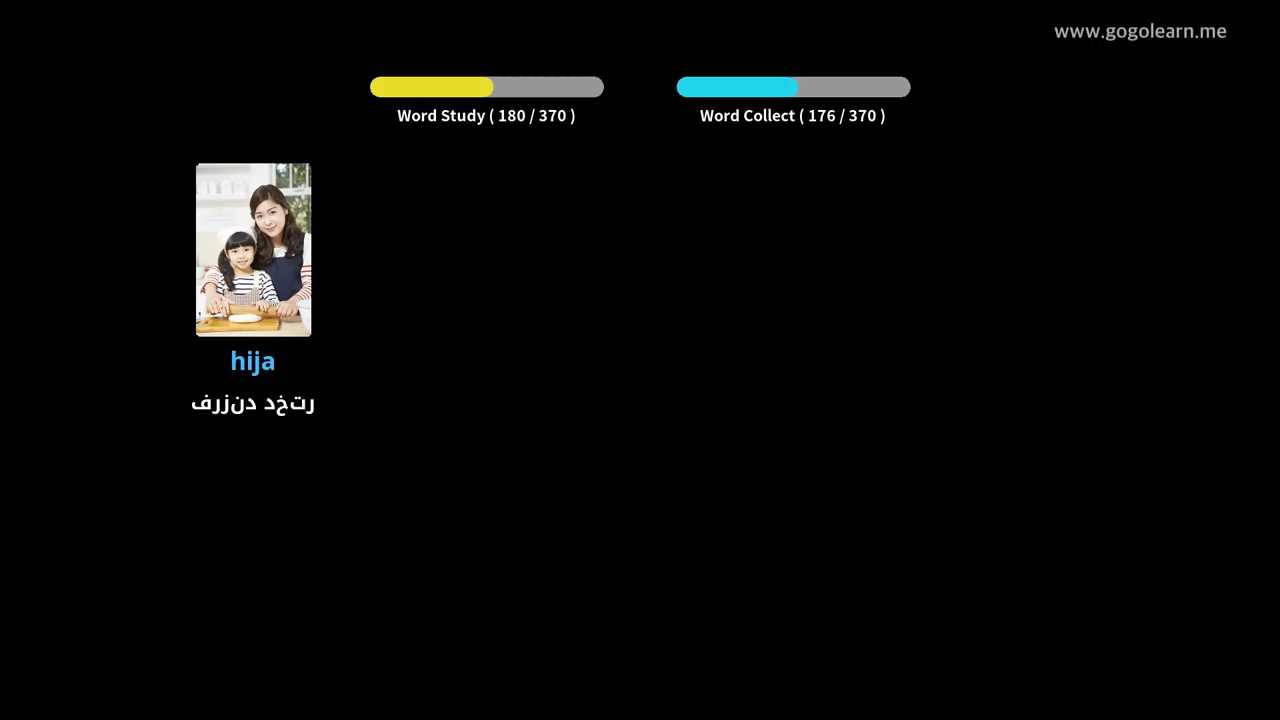 www.gogolearn.me
Word Study ( 180 / 370 )
Word Collect ( 176 / 370 )
hija
رتخد دنزرف